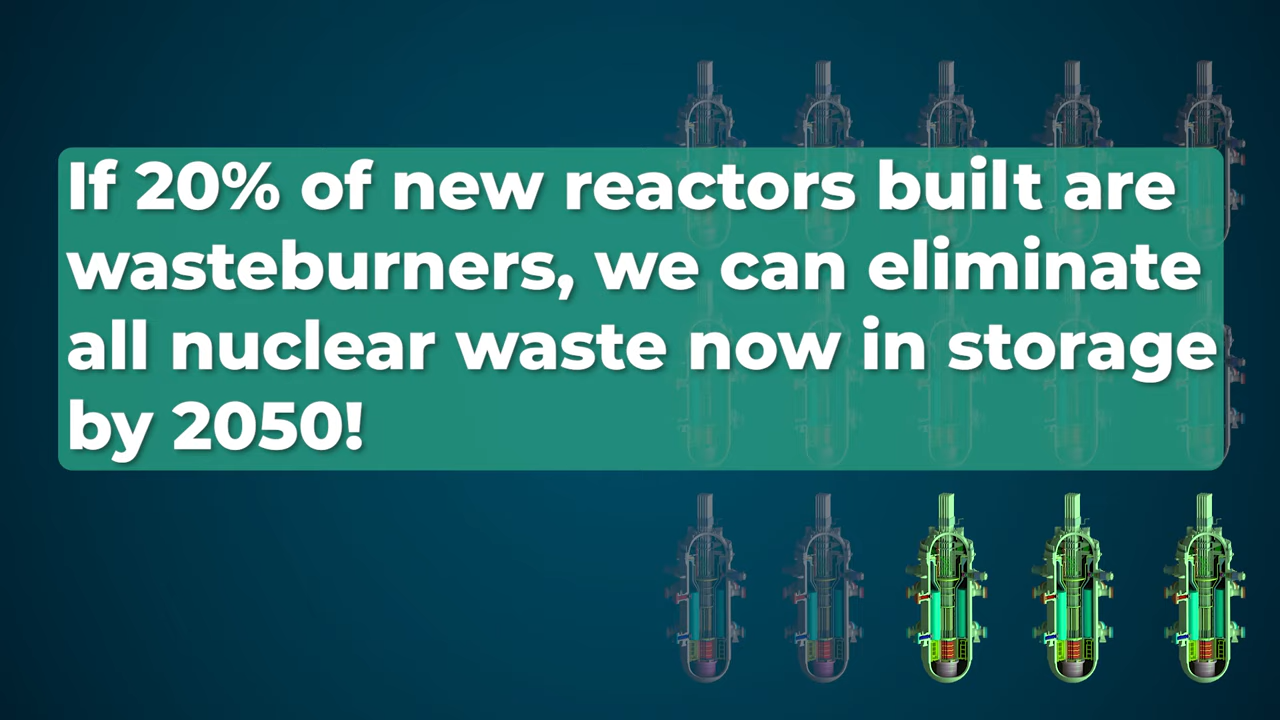 If 20% of new reactors built are
wasteburners, we can eliminate
all nuclear waste now in storage
by 2050!